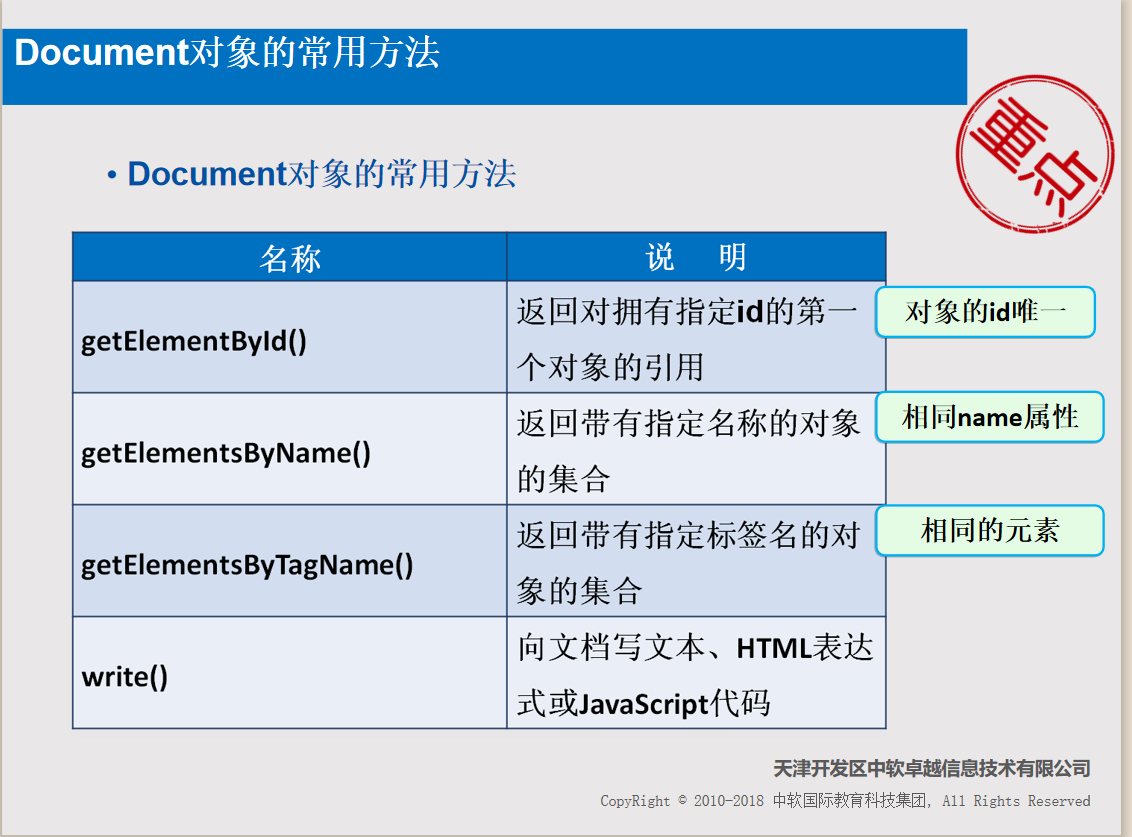 Document对象的常用方法
重点
• Document对象的常用方法
名称
说 明
getElementById()
返回对拥有指定id的第一
个对象的引用
对象的id唯一
getElementsByName()
返回带有指定名称的对象
的集合
相同name属性
getElementsByTagName()
返回带有指定标签名的对
象的集合
相同的元素
write()
向文档写文本、HTML表达
式或JavaScript代码
天津开发区中软卓越信息技术有限公司
CopyRight © 2010-2018 中软国际教育科技集团, All Rights Reserved